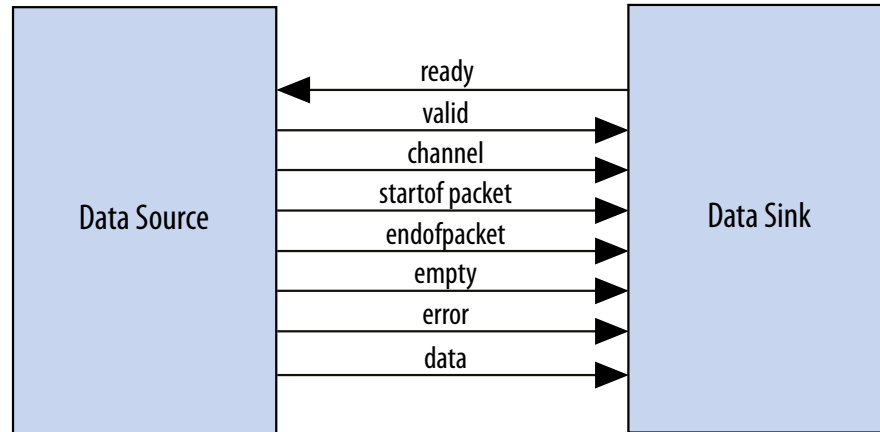 ready
valid
channel
startof packet
Data Source
Data Sink
endofpacket
empty
error
data